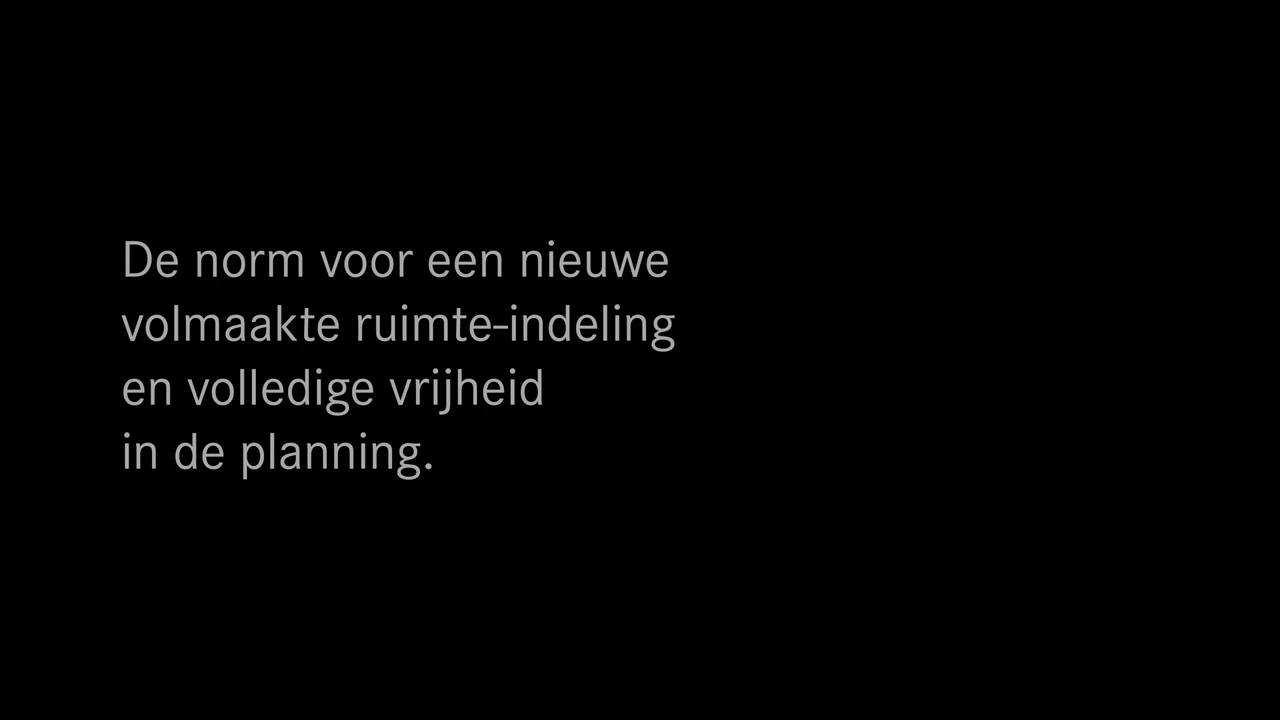 De norm voor een nieuwe
volmaakte ruimte-indeling
en volledige vrijheid
in de planning.